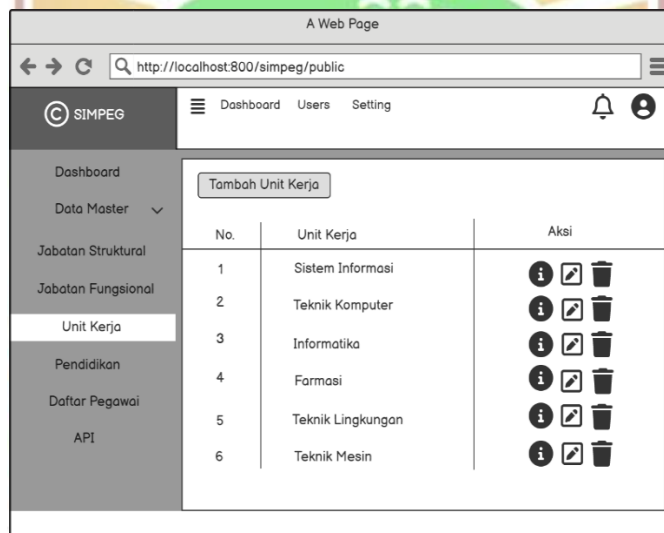 A Web Page
http://localhost:800/simpeg/public
© SIMPEG
Dashboard Users Setting
Dashboard
Data Master
Jabatan Struktural
Jabatan Fungsional
Unit Kerja
Pendidikan
Daftar Pegawai
API
Tambah Unit Kerja
No. Unit Kerja Aksi
1 Sistem Informasi
2 Teknik Komputer
3 Informatika
4 Farmasi
5 Teknik Lingkungan
6 Teknik Mesin